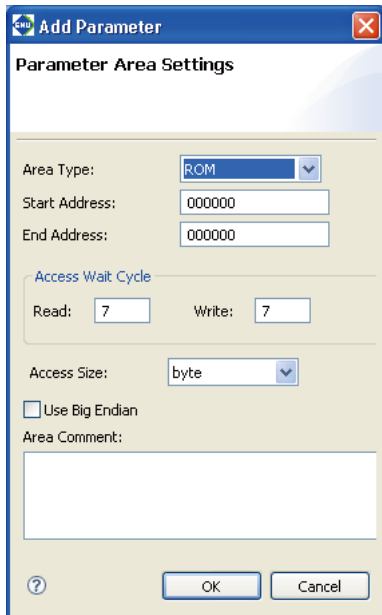 EMU Add Parameter
Parameter Area Settings
Area Type: ROM
Start Address: 000000
End Address: 000000
Access Wait Cycle
Read: 7 Write: 7
Access Size: byte
Use Big Endian
Area Comment:
? OK Cancel